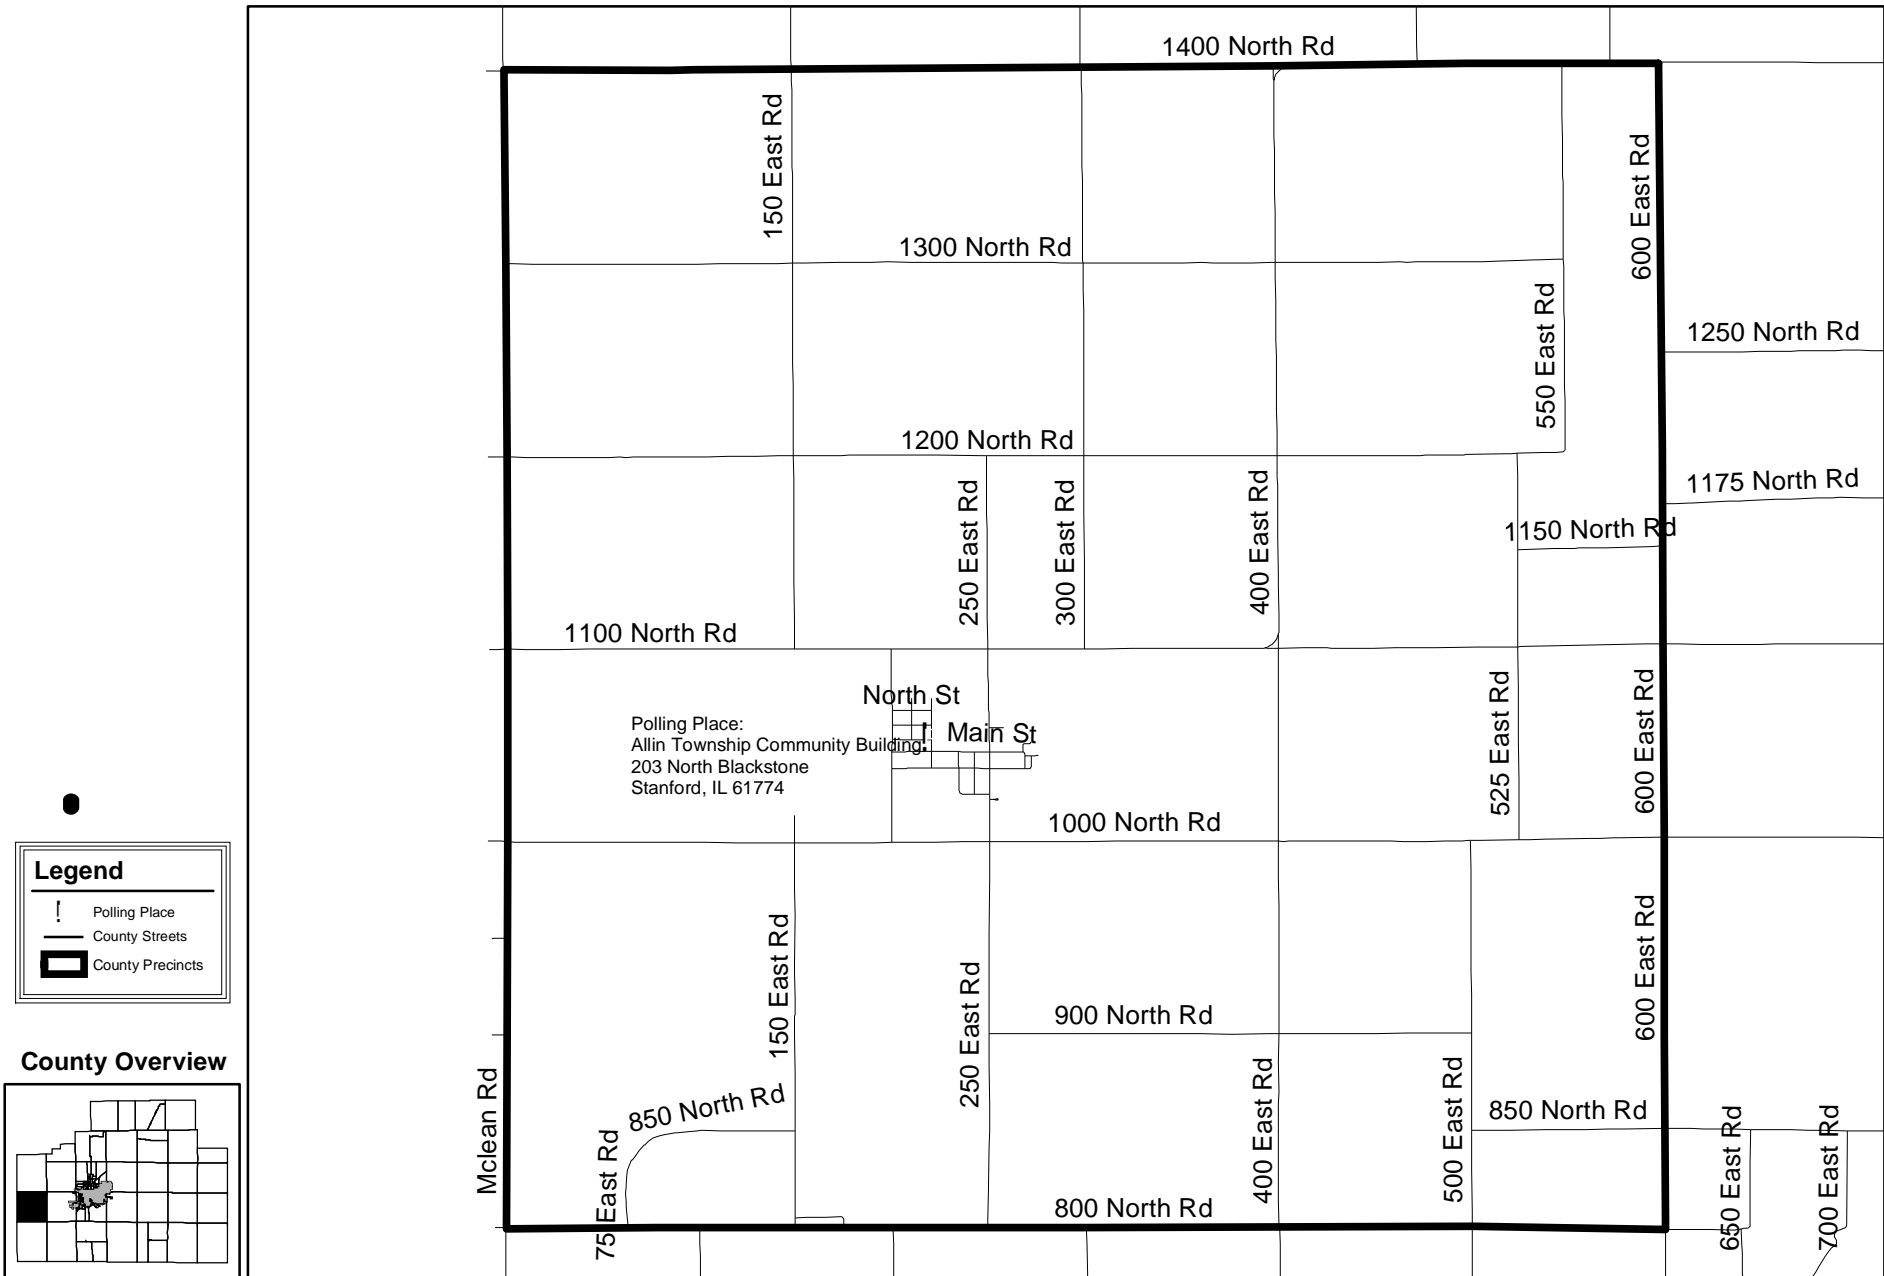 1400 North Rd
150 East Rd
600 East Rd
1300 North Rd
550 East Rd
1250 North Rd
1200 North Rd
250 East Rd
300 East Rd
400 East Rd
1175 North Rd
1150 North Rd
1100 North Rd
North St
Main St
Polling Place:
Allin Township Community Building
203 North Blackstone
Stanford, IL 61774
525 East Rd
600 East Rd
1000 North Rd
Legend
Polling Place
County Streets
County Precincts
150 East Rd
250 East Rd
600 East Rd
900 North Rd
County Overview
Mclean Rd
850 North Rd
75 East Rd
400 East Rd
500 East Rd
850 North Rd
650 East Rd
700 East Rd
800 North Rd